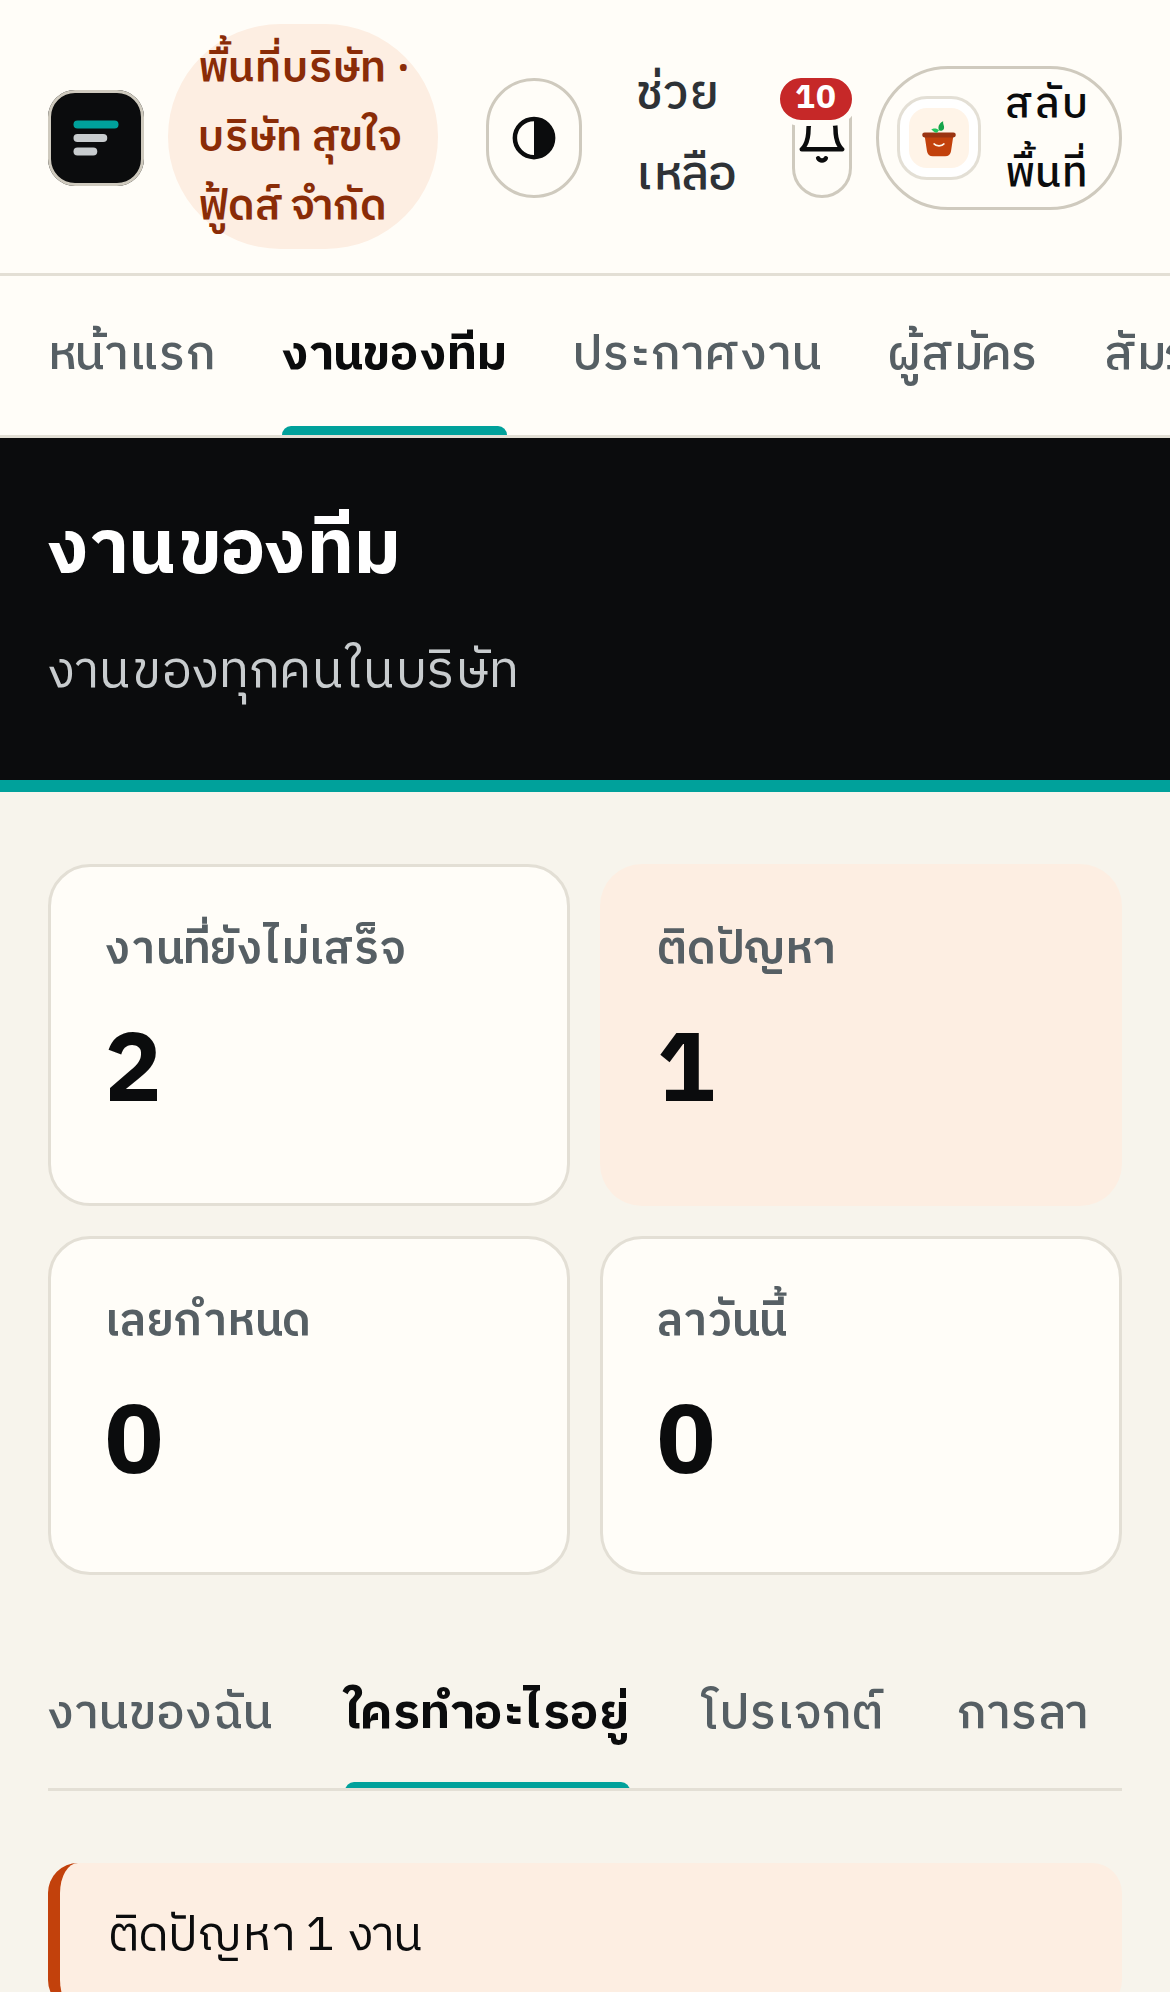 พื้นที่บริษัท ·
บริษัท สุขใจ
ฟู้ดส์ จำกัด
ช่วย
เหลือ
10
สลับ
พื้นที่
หน้าแรก งานของทีม ประกาศงาน ผู้สมัคร
งานของทีม
งานของทุกคนในบริษัท
งานที่ยังไม่เสร็จ
2
ติดปัญหา
1
เลยกำหนด
0
ลาวันนี้
0
งานของฉัน ใครทำอะไรอยู่ โปรเจกต์ การลา
ติดปัญหา 1 งาน